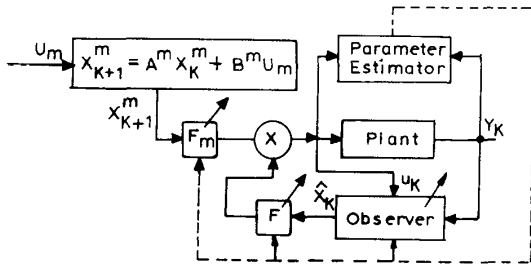 U_m
X^m_{K+1} = A^m X^m_K + B^m U_m
X^m_{K+1}
F_m
X
Parameter
Estimator
Plant
Y_K
u_K
X̂_K
F
Observer